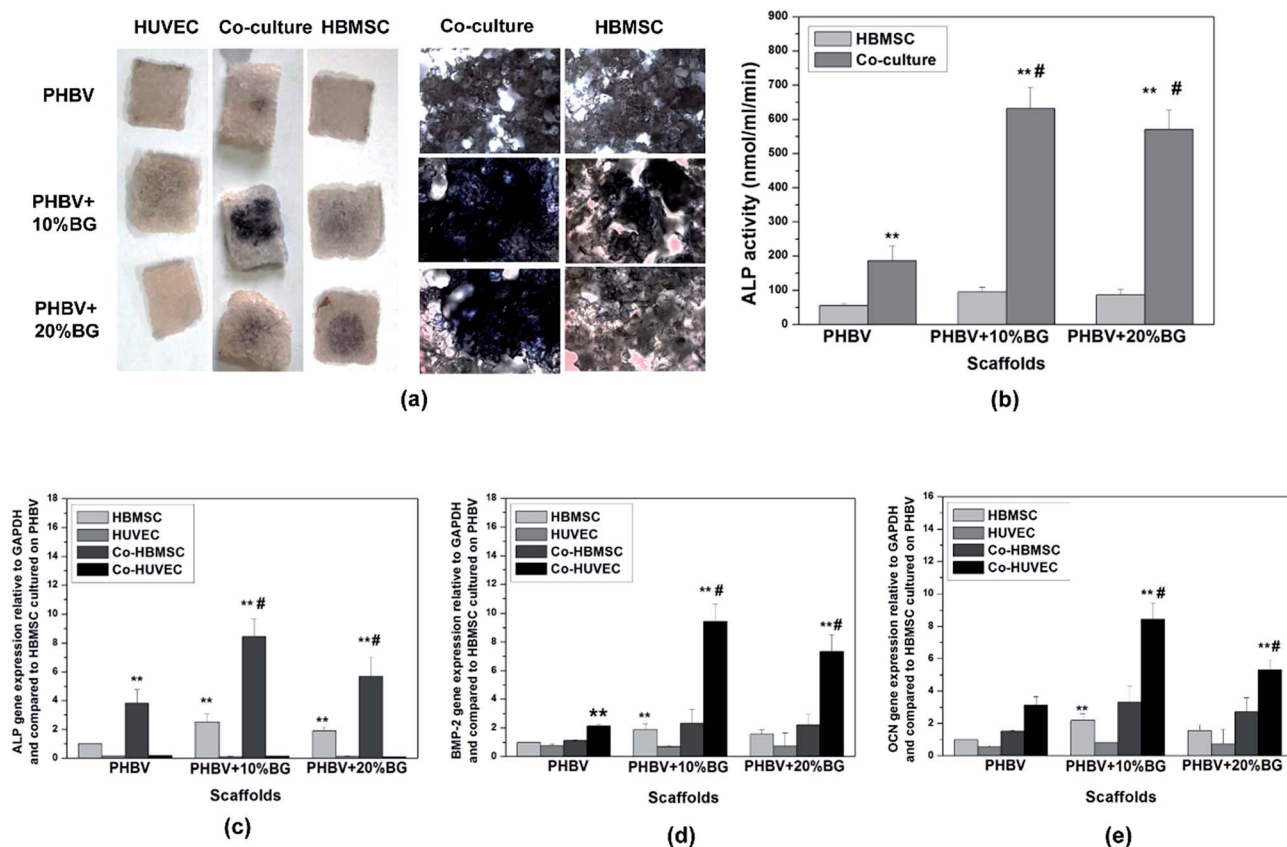 HUVEC Co-culture HBMSC
Co-culture HBMSC
PHBV
PHBV+
10%BG
PHBV+
20%BG
(a)
ALP activity (nmol/ml/min)
900
800
700
600
500
400
300
200
100
0
HBMSC
Co-culture
**
**#
** #
PHBV PHBV+10%BG PHBV+20%BG
Scaffolds
(b)
ALP gene expression relative to GAPDH
and compared to HBMSC cultured on PHBV
18
16
14
12
10
8
6
4
2
0
HBMSC
HUVEC
Co-HBMSC
Co-HUVEC
**
**
**#
**
**#
PHBV PHBV+10%BG PHBV+20%BG
Scaffolds
(c)
BMP-2 gene expression relative to GAPDH
and compared to HBMSC cultured on PHBV
18
16
14
12
10
8
6
4
2
0
HBMSC
HUVEC
Co-HBMSC
Co-HUVEC
**
**
**#
**#
PHBV PHBV+10%BG PHBV+20%BG
Scaffolds
(d)
OCN gene expression relative to GAPDH
and compared to HBMSC cultured on PHBV
16
14
12
10
8
6
4
2
0
HBMSC
HUVEC
Co-HBMSC
Co-HUVEC
**
**#
**#
PHBV PHBV+10%BG PHBV+20%BG
Scaffolds
(e)